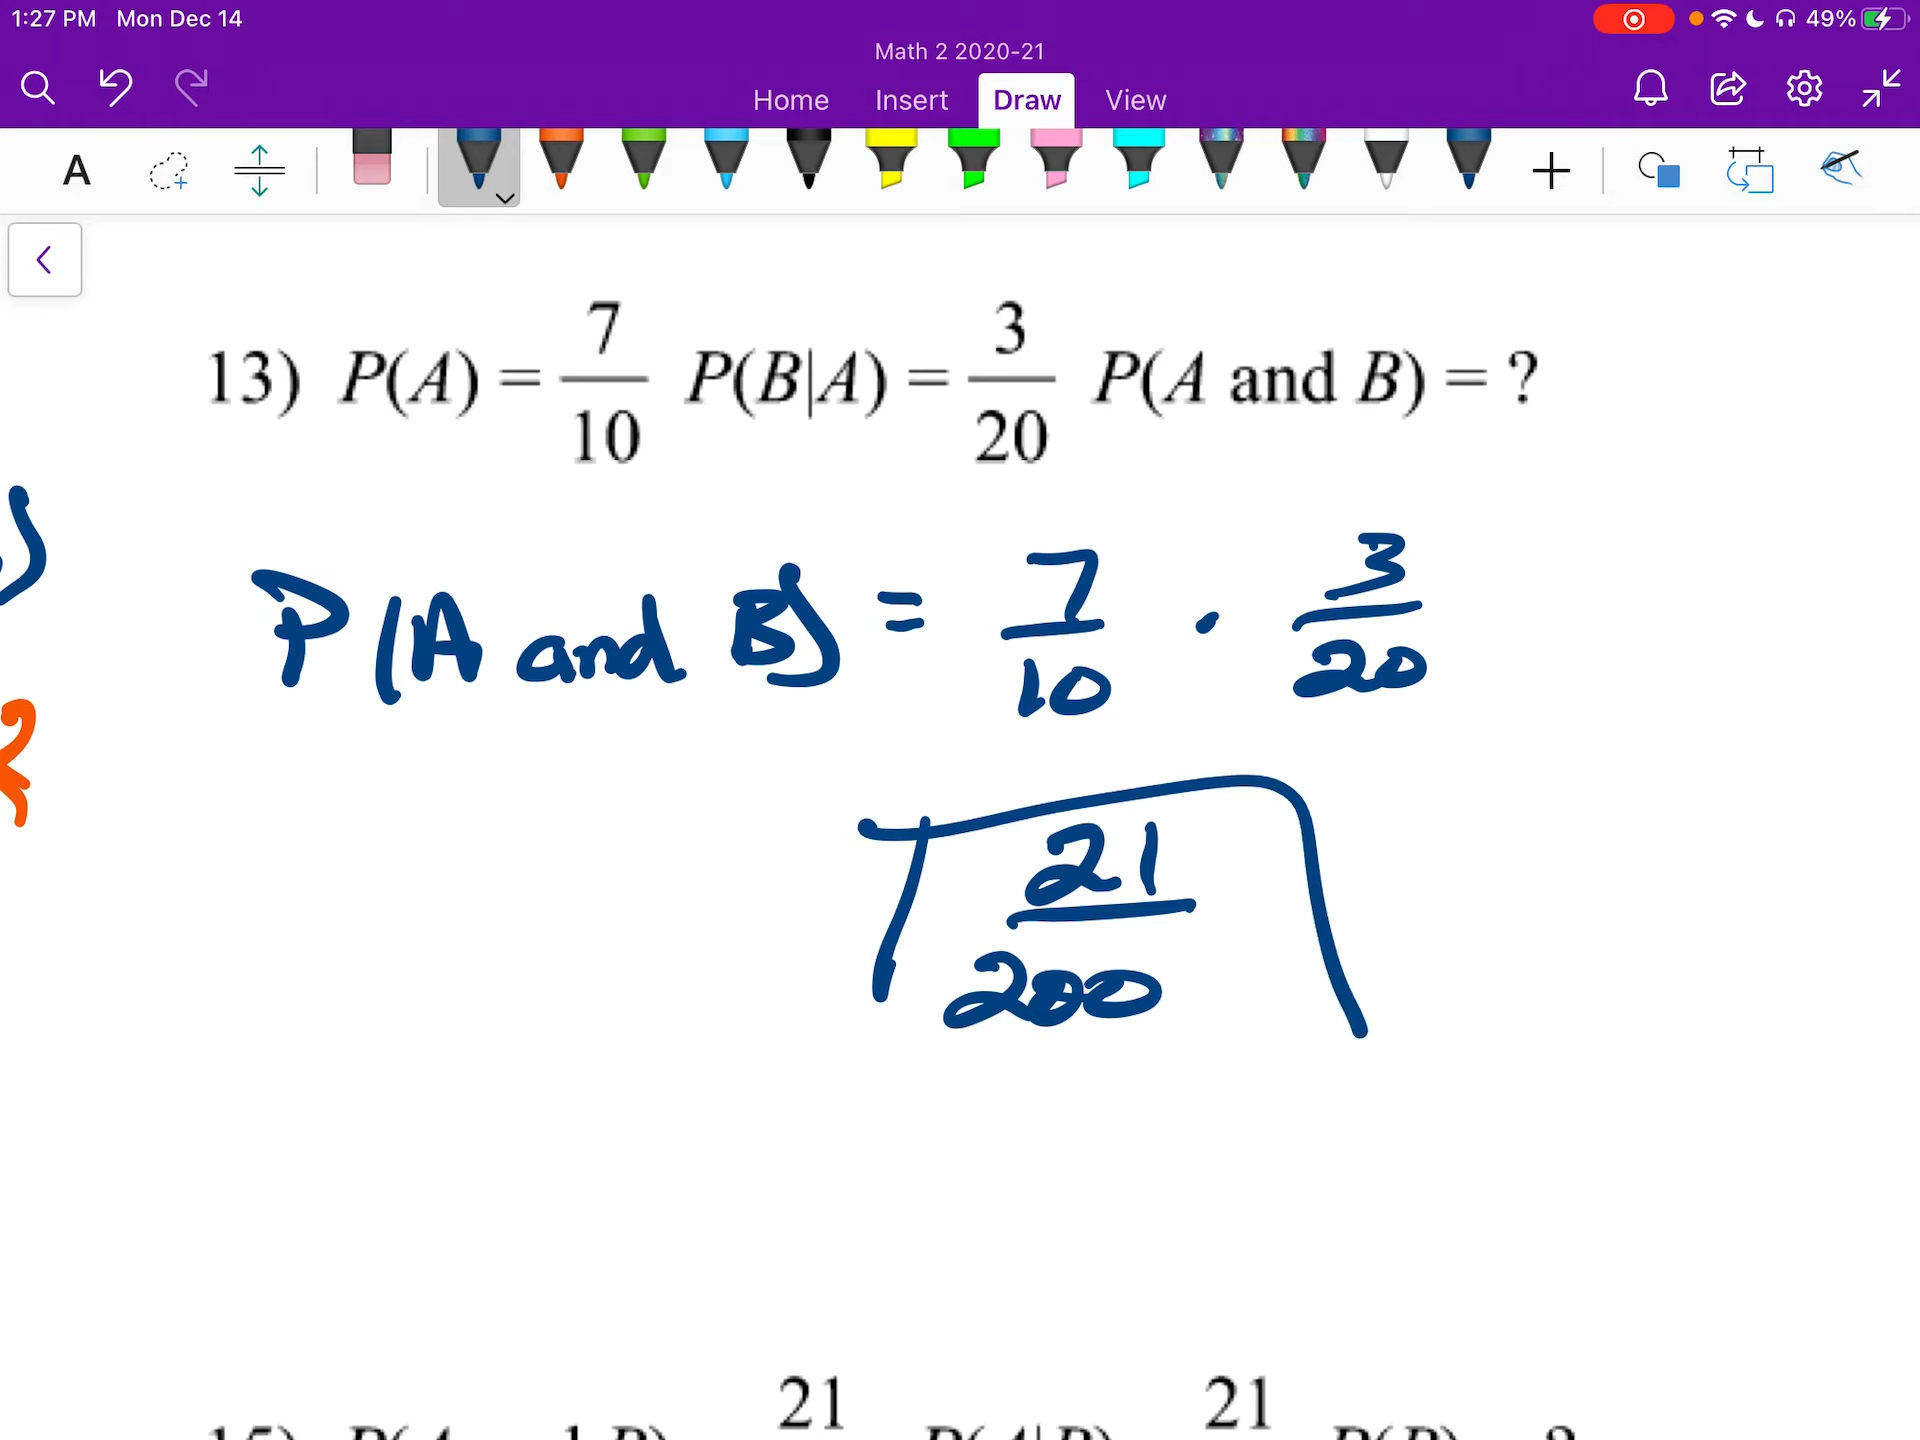 1:27 PM Mon Dec 14
49%
Math 2 2020-21
Home Insert Draw View
A
13) P(A) = 7/10 P(B|A) = 3/20 P(A and B) = ?
P(A and B) = 7/10 · 3/20
21/200
21 21